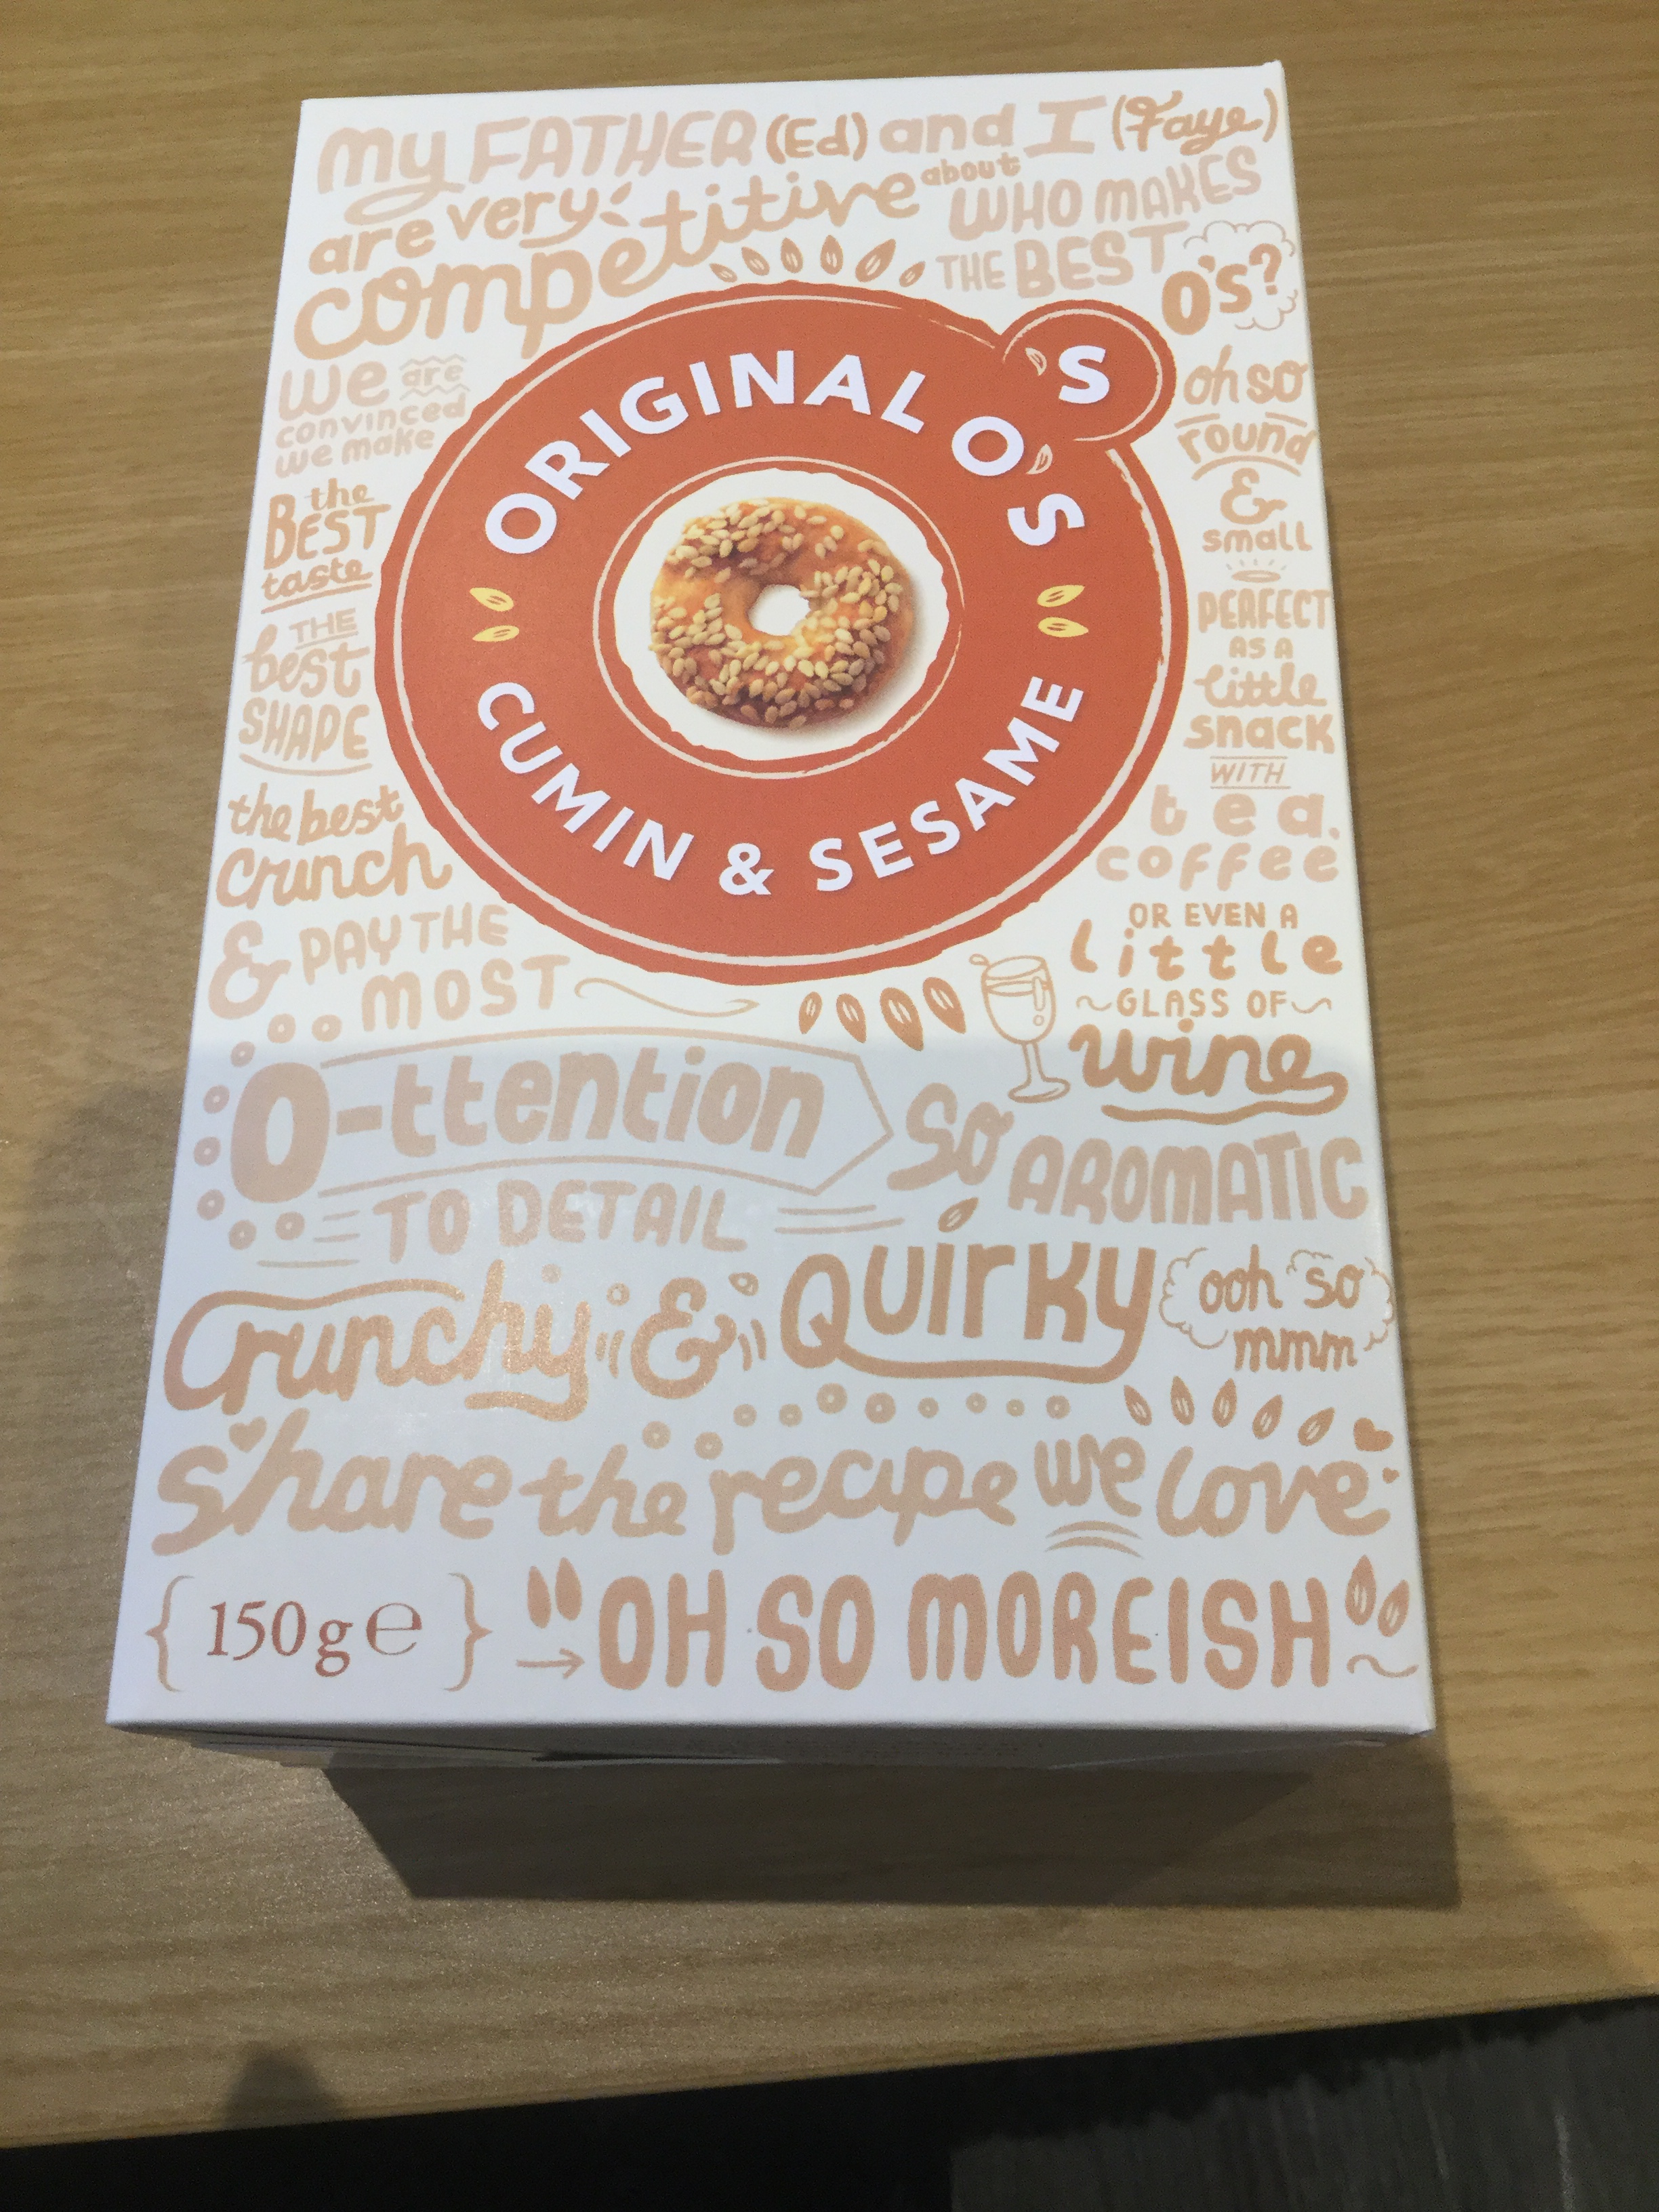 My FATHER (Ed) and I (Faye)
are very competitive about WHO MAKES
THE BEST O's?
We are
convinced
we make
the
BEST
taste
THE
best
SHAPE
the best
Crunch
& PAY THE
MOST
O-ttention
TO DETAIL
ORIGINAL O'S
'S
CUMIN & SESAME
oh so
round
&
small
PERFECT
AS A
little
snack
WITH
tea.
coffee
OR EVEN A
little
~GLASS OF~
wine
So AROMATIC
Crunchy & QUIRKY ooh so
mmm
Share the recipe we love
{150g℮} "OH SO MOREISH"